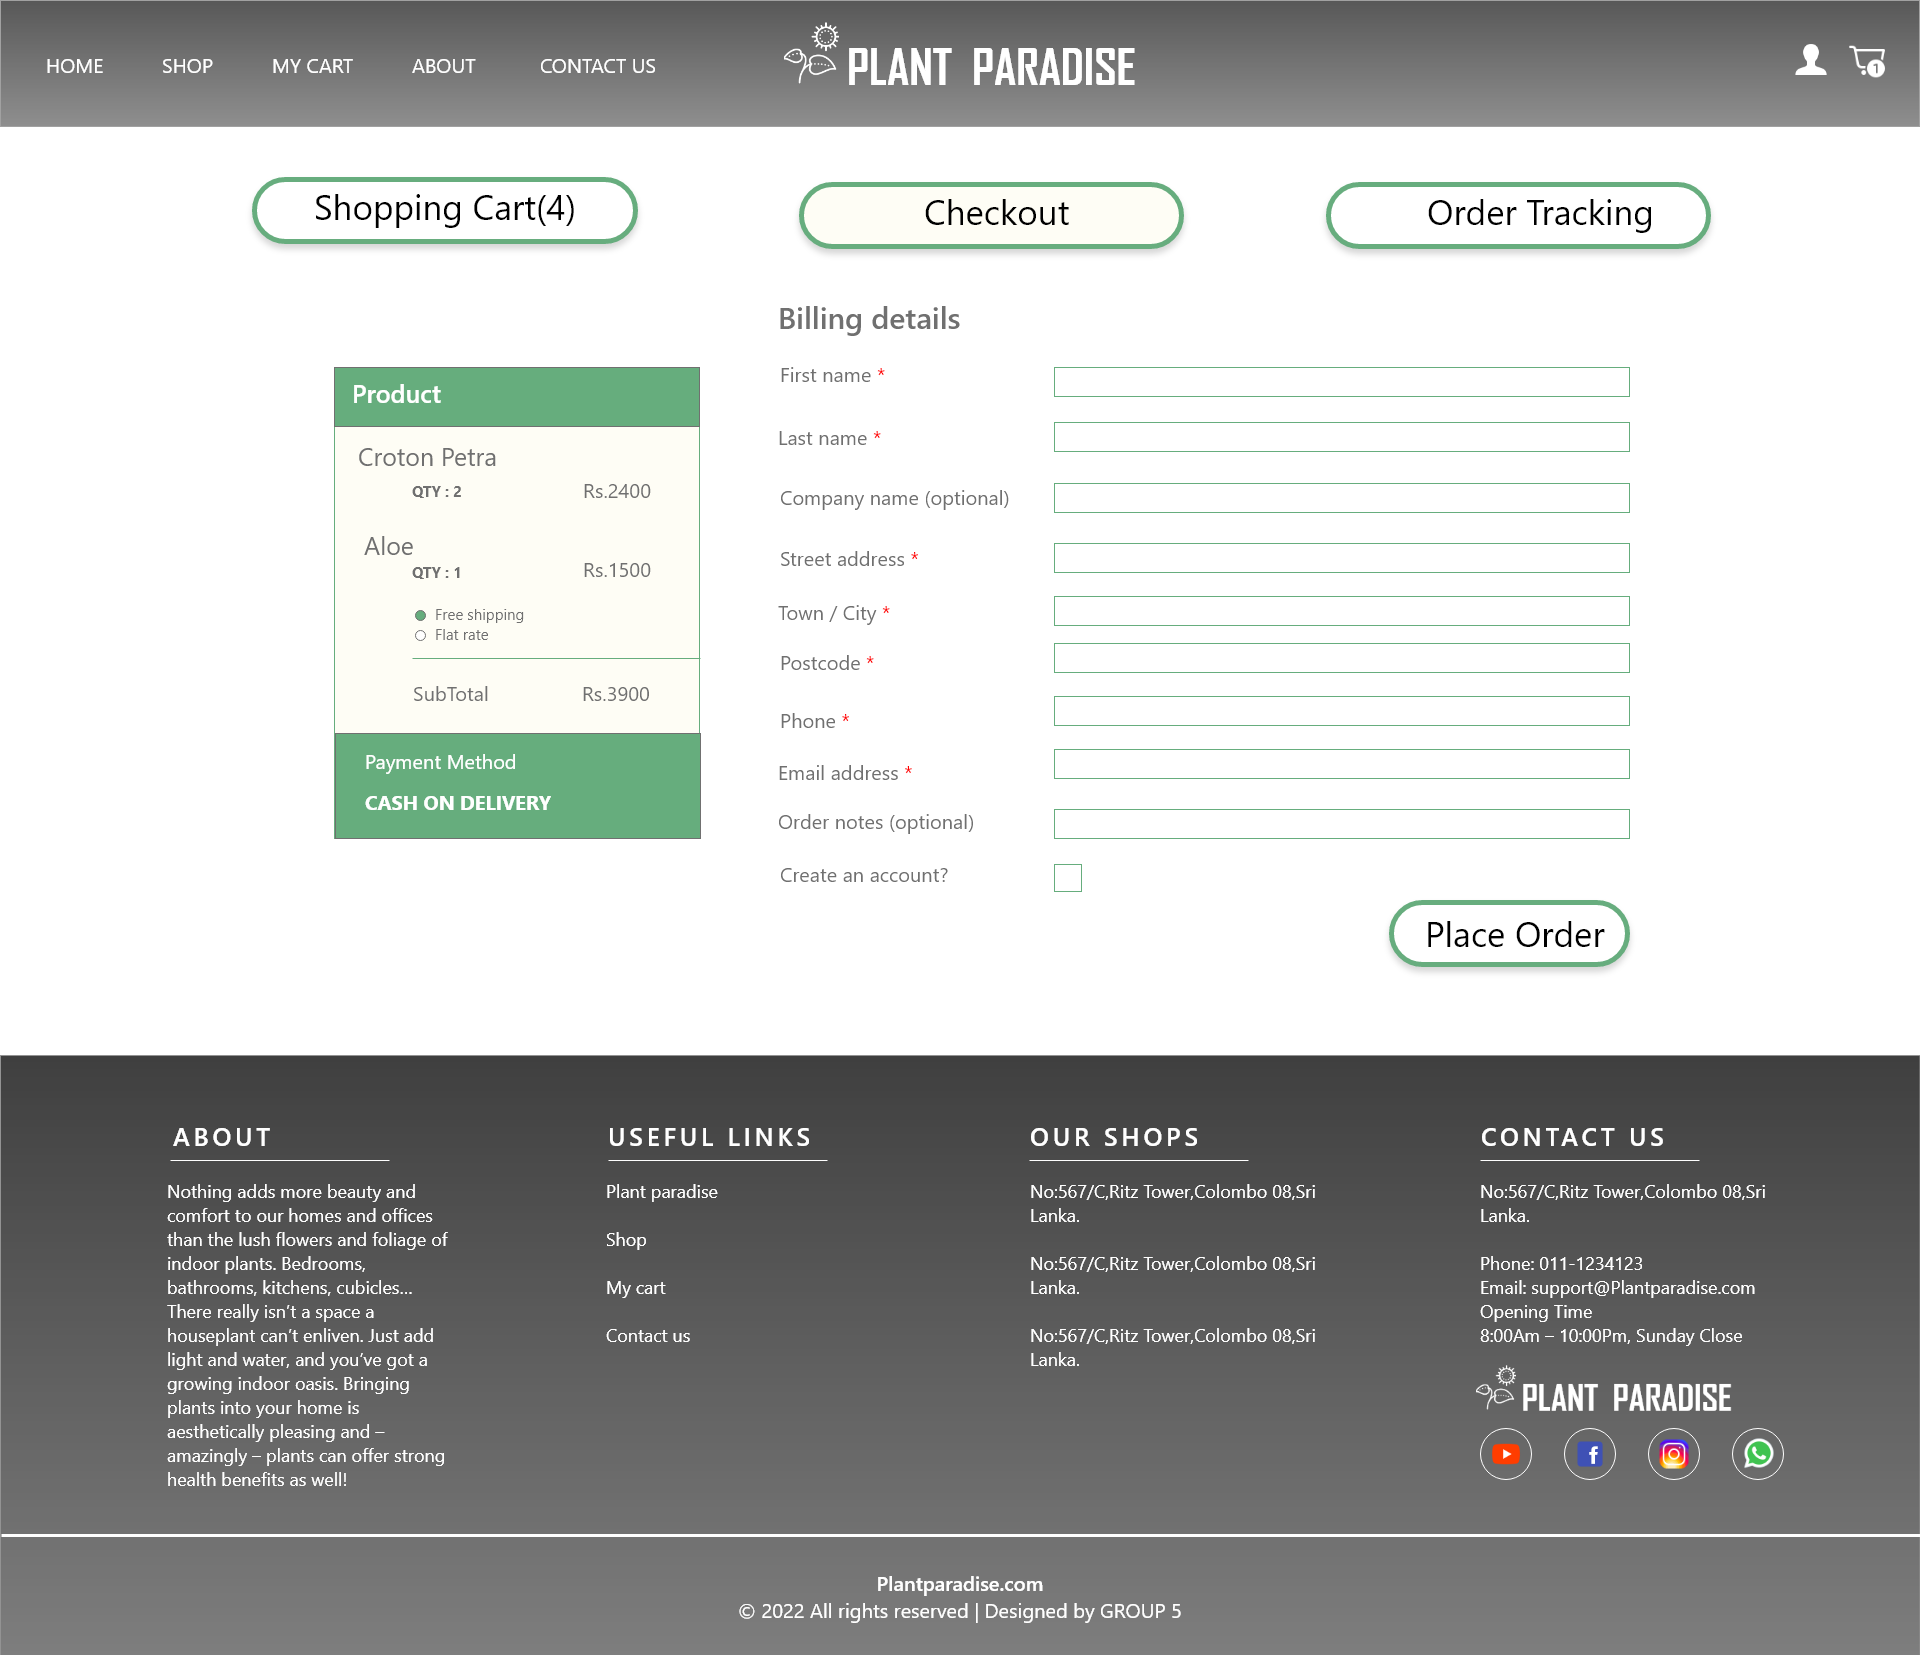 HOME
SHOP
MY CART
ABOUT
CONTACT US
PLANT PARADISE
1
Shopping Cart(4)
Checkout
Order Tracking
Product
Croton Petra
QTY : 2
Rs.2400
Aloe
QTY : 1
Rs.1500
Free shipping
Flat rate
SubTotal
Rs.3900
Payment Method
CASH ON DELIVERY
Billing details
First name *
Last name *
Company name (optional)
Street address *
Town / City *
Postcode *
Phone *
Email address *
Order notes (optional)
Create an account?
Place Order
ABOUT
Nothing adds more beauty and
comfort to our homes and offices
than the lush flowers and foliage of
indoor plants. Bedrooms,
bathrooms, kitchens, cubicles...
There really isn’t a space a
houseplant can’t enliven. Just add
light and water, and you’ve got a
growing indoor oasis. Bringing
plants into your home is
aesthetically pleasing and –
amazingly – plants can offer strong
health benefits as well!
USEFUL LINKS
Plant paradise
Shop
My cart
Contact us
OUR SHOPS
No:567/C,Ritz Tower,Colombo 08,Sri
Lanka.
No:567/C,Ritz Tower,Colombo 08,Sri
Lanka.
No:567/C,Ritz Tower,Colombo 08,Sri
Lanka.
CONTACT US
No:567/C,Ritz Tower,Colombo 08,Sri
Lanka.
Phone: 011-1234123
Email: support@Plantparadise.com
Opening Time
8:00Am – 10:00Pm, Sunday Close
PLANT PARADISE
Plantparadise.com
© 2022 All rights reserved | Designed by GROUP 5